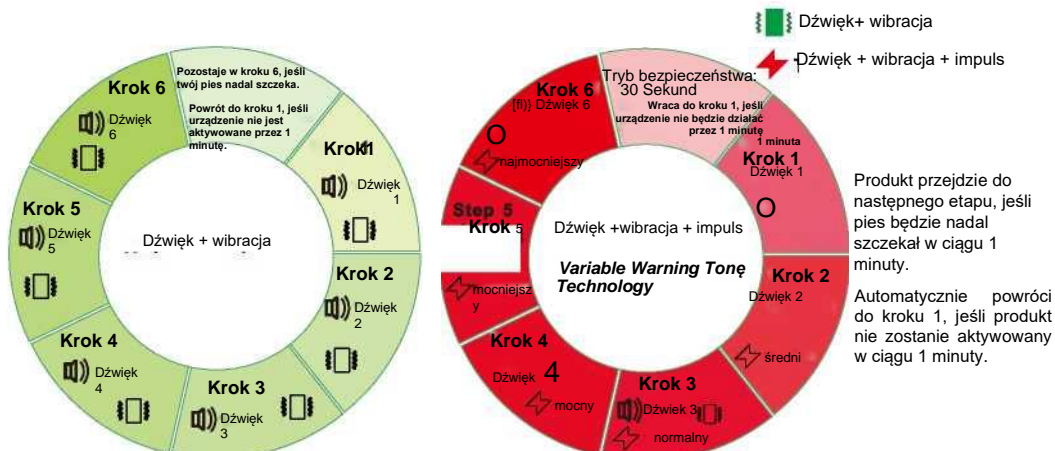 Dźwięk+ wibracja
Dźwięk + wibracja + impuls
Pozostaje w kroku 6, jeśli
twój pies nadal szczeka.
Powrót do kroku 1, jeśli
urządzenie nie jest
aktywowane przez 1
minutę.
Krok 6
Dźwięk
6
Krok 1
Dźwięk
1
Krok 5
Dźwięk
5
Dźwięk + wibracja
Krok 2
Dźwięk
2
Krok 4
Dźwięk
4
Krok 3
Dźwięk
3
Tryb bezpieczeństwa:
30 Sekund
Wraca do kroku 1, jeśli
urządzenie nie będzie działać
przez 1 minutę
1 minuta
Krok 6
[fl)} Dźwięk 6
O
najmocniejszy
Krok 1
Dźwięk 1
O
Step 5
Krok 5
mocniejsz
y
Dźwięk +wibracja + impuls
Variable Warning Tonę
Technology
Krok 2
Dźwięk 2
średni
Krok 4
Dźwięk 4
mocny
Krok 3
Dźwiek 3
normalny
Produkt przejdzie do
następnego etapu, jeśli
pies będzie nadal
szczekał w ciągu 1
minuty.
Automatycznie powróci
do kroku 1, jeśli produkt
nie zostanie aktywowany
w ciągu 1 minuty.